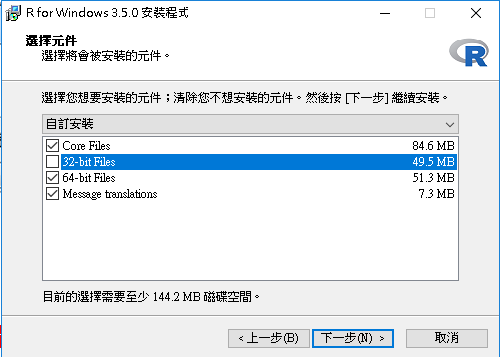 R for Windows 3.5.0 安裝程式
選擇元件
選擇將會被安裝的元件。
R
選擇您想要安裝的元件；清除您不想安裝的元件。然後按 [下一步] 繼續安裝。
自訂安裝
Core Files 84.6 MB
32-bit Files 49.5 MB
64-bit Files 51.3 MB
Message translations 7.3 MB
目前的選擇需要至少 144.2 MB 磁碟空間。
< 上一步(B) 下一步(N) > 取消